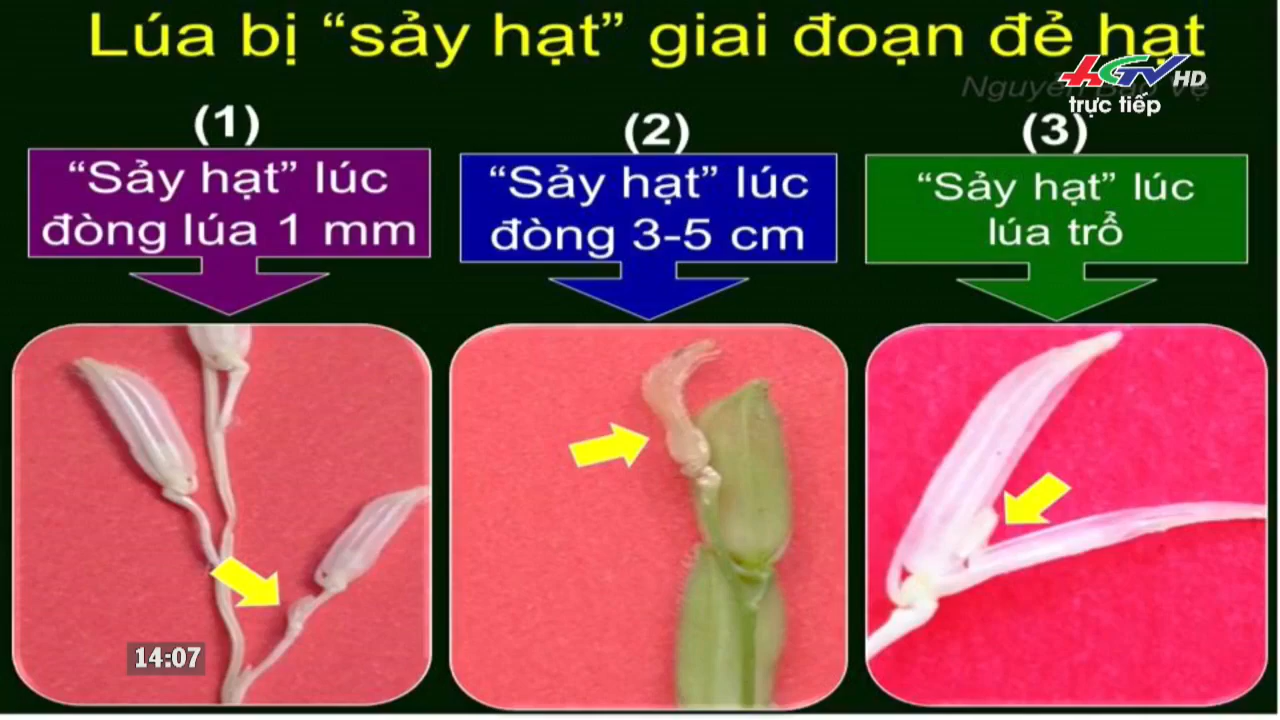 Lúa bị “sảy hạt” giai đoạn đẻ hạt
HGTV HD
trực tiếp
(1)
“Sảy hạt” lúc
đòng lúa 1 mm
(2)
“Sảy hạt” lúc
đòng 3-5 cm
(3)
“Sảy hạt” lúc
lúa trổ
14:07